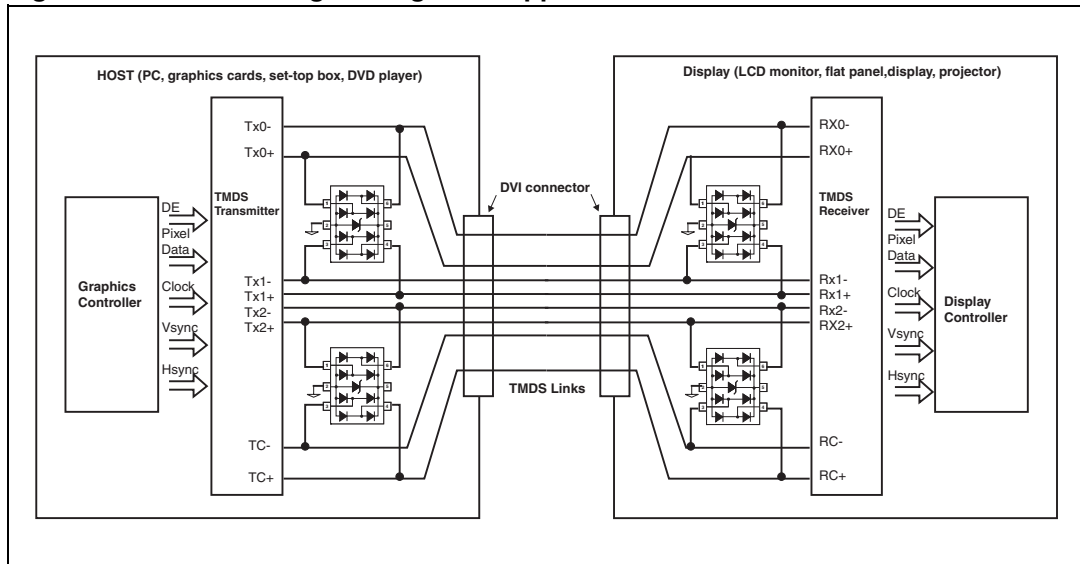 HOST (PC, graphics cards, set-top box, DVD player)
Display (LCD monitor, flat panel,display, projector)
Tx0-
Tx0+
TMDS
Transmitter
Tx1-
Tx1+
Tx2-
Tx2+
TC-
TC+
Graphics
Controller
DE
Pixel
Data
Clock
Vsync
Hsync
DVI connector
TMDS Links
RX0-
RX0+
TMDS
Receiver
Rx1-
Rx1+
Rx2-
RX2+
RC-
RC+
DE
Pixel
Data
Clock
Vsync
Hsync
Display
Controller